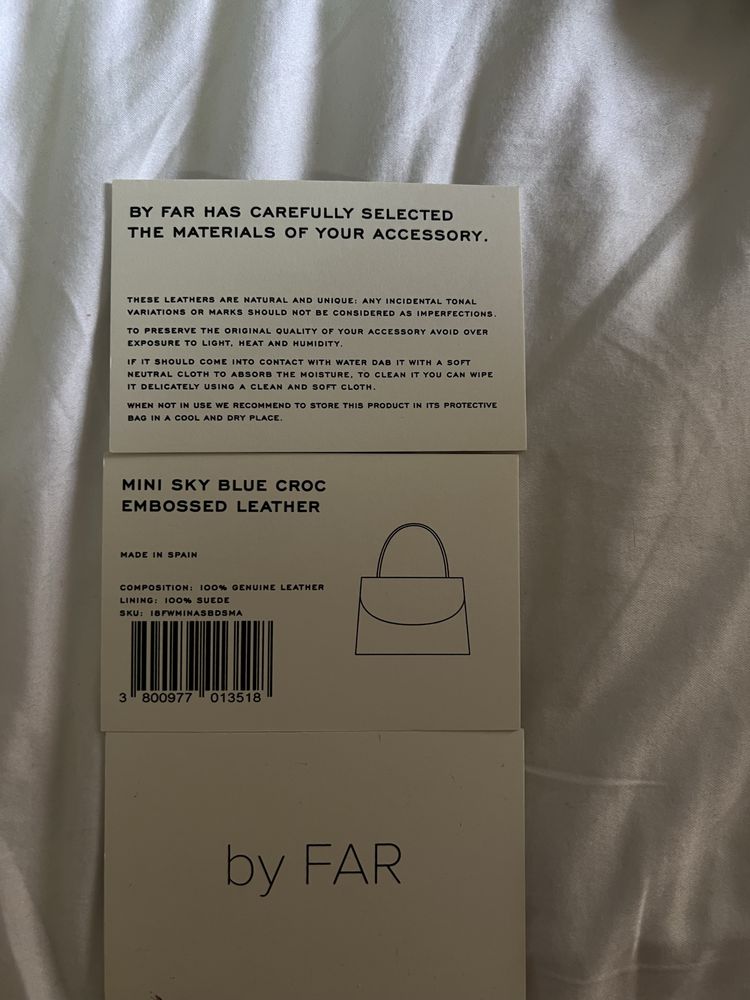 BY FAR HAS CAREFULLY SELECTED
THE MATERIALS OF YOUR ACCESSORY.
THESE LEATHERS ARE NATURAL AND UNIQUE: ANY INCIDENTAL TONAL
VARIATIONS OR MARKS SHOULD NOT BE CONSIDERED AS IMPERFECTIONS.
TO PRESERVE THE ORIGINAL QUALITY OF YOUR ACCESSORY AVOID OVER
EXPOSURE TO LIGHT, HEAT AND HUMIDITY.
IF IT SHOULD COME INTO CONTACT WITH WATER DAB IT WITH A SOFT
NEUTRAL CLOTH TO ABSORB THE MOISTURE. TO CLEAN IT YOU CAN WIPE
IT DELICATELY USING A CLEAN AND SOFT CLOTH.
WHEN NOT IN USE WE RECOMMEND TO STORE THIS PRODUCT IN ITS PROTECTIVE
BAG IN A COOL AND DRY PLACE.
MINI SKY BLUE CROC
EMBOSSED LEATHER
MADE IN SPAIN
COMPOSITION: 100% GENUINE LEATHER
LINING: 100% SUEDE
SKU: 18FWMINASBDSMA
3 800977 013518
by FAR